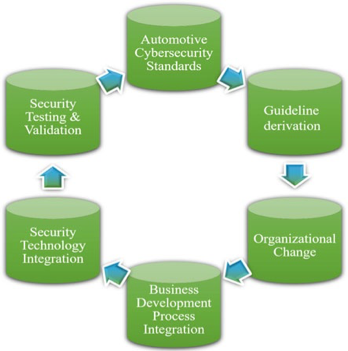 Automotive
Cybersecurity
Standards
Guideline
derivation
Organizational
Change
Business
Development
Process
Integration
Security
Technology
Integration
Security
Testing &
Validation